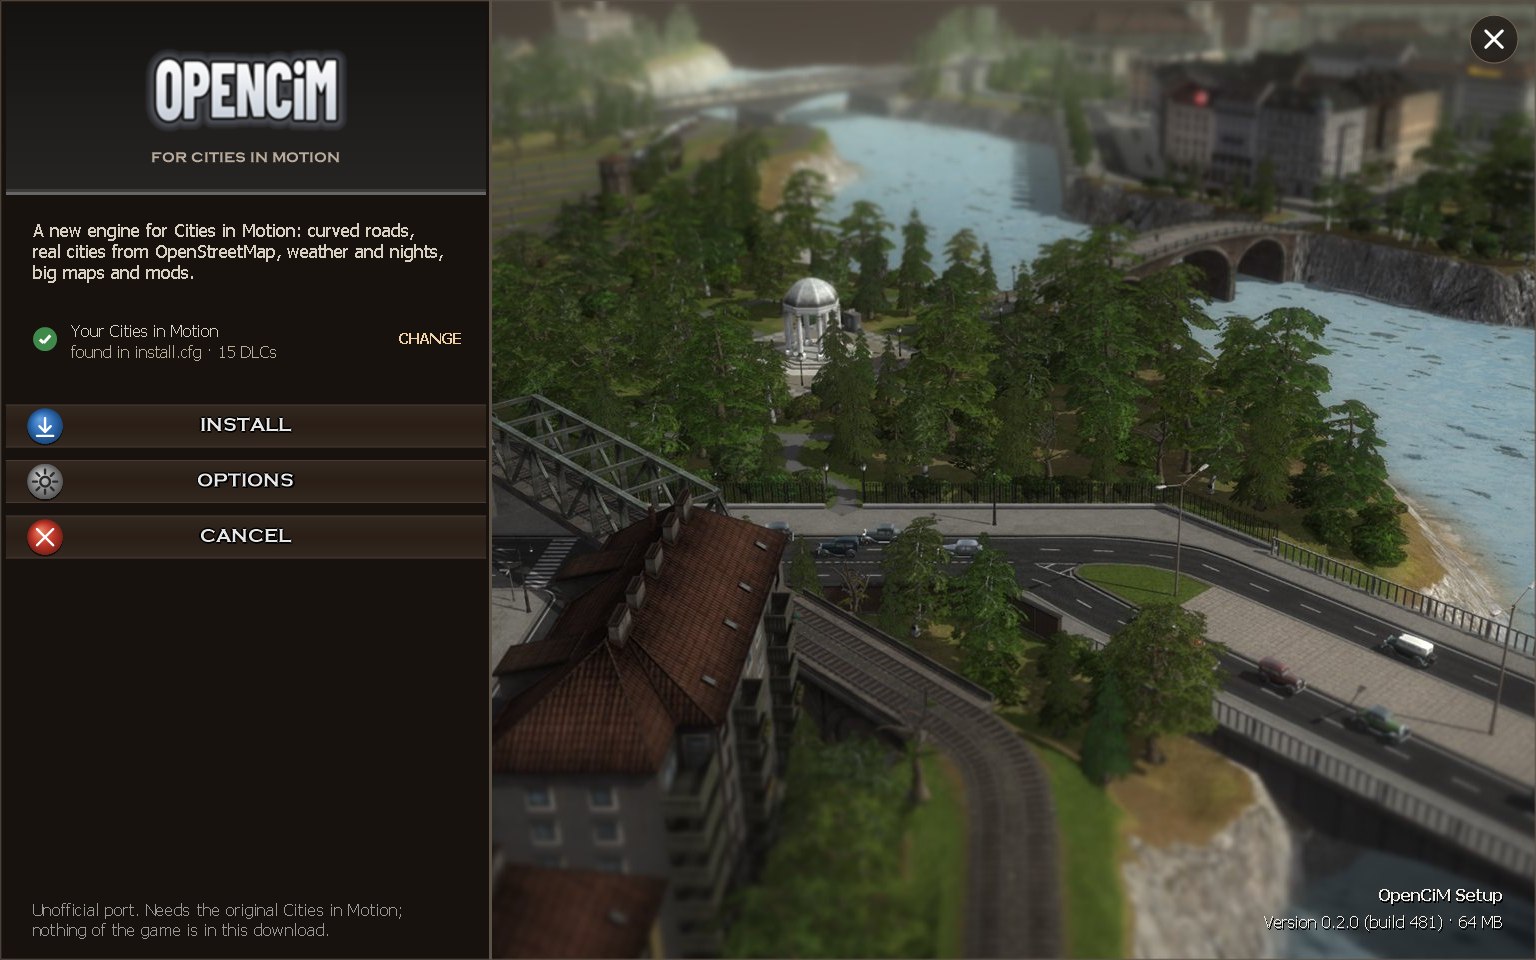 OPENCiM
FOR CITIES IN MOTION
A new engine for Cities in Motion: curved roads,
real cities from OpenStreetMap, weather and nights,
big maps and mods.
Your Cities in Motion
found in install.cfg · 15 DLCs
CHANGE
INSTALL
OPTIONS
CANCEL
Unofficial port. Needs the original Cities in Motion;
nothing of the game is in this download.
OpenCiM Setup
Version 0.2.0 (build 481) · 64 MB